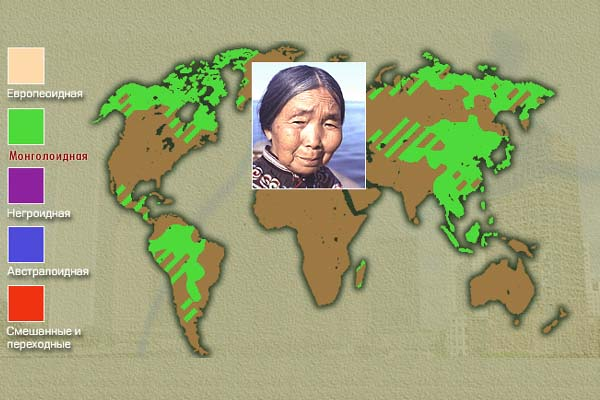 Европеоидная
Монголоидная
Негроидная
Австралоидная
Смешанные и
переходные